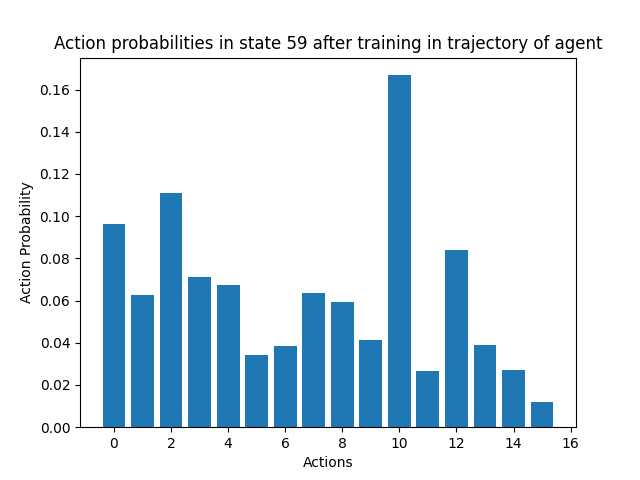 Action probabilities in state 59 after training in trajectory of agent
0.16
0.14
0.12
0.10
0.08
0.06
0.04
0.02
0.00
Action Probability
0 2 4 6 8 10 12 14 16
Actions